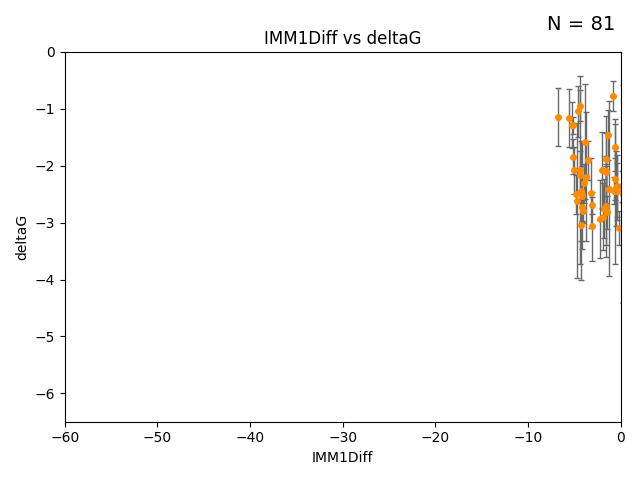 N = 81
IMM1Diff vs deltaG
0
−1
−2
−3
−4
−5
−6
deltaG
−60 −50 −40 −30 −20 −10 0
IMM1Diff